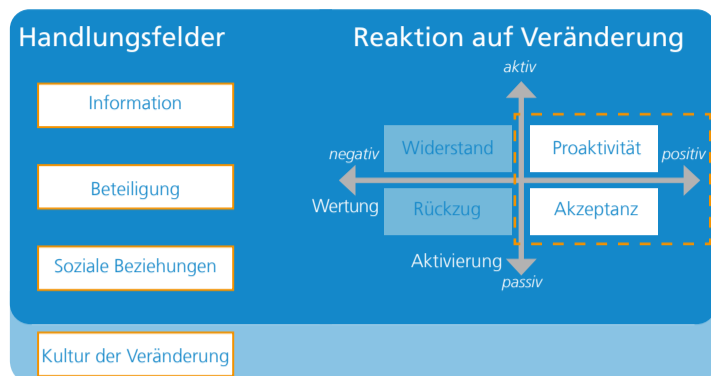 Handlungsfelder
Information
Beteiligung
Soziale Beziehungen
Kultur der Veränderung
Reaktion auf Veränderung
aktiv
Widerstand
Proaktivität
negativ
positiv
Wertung
Rückzug
Akzeptanz
Aktivierung
passiv